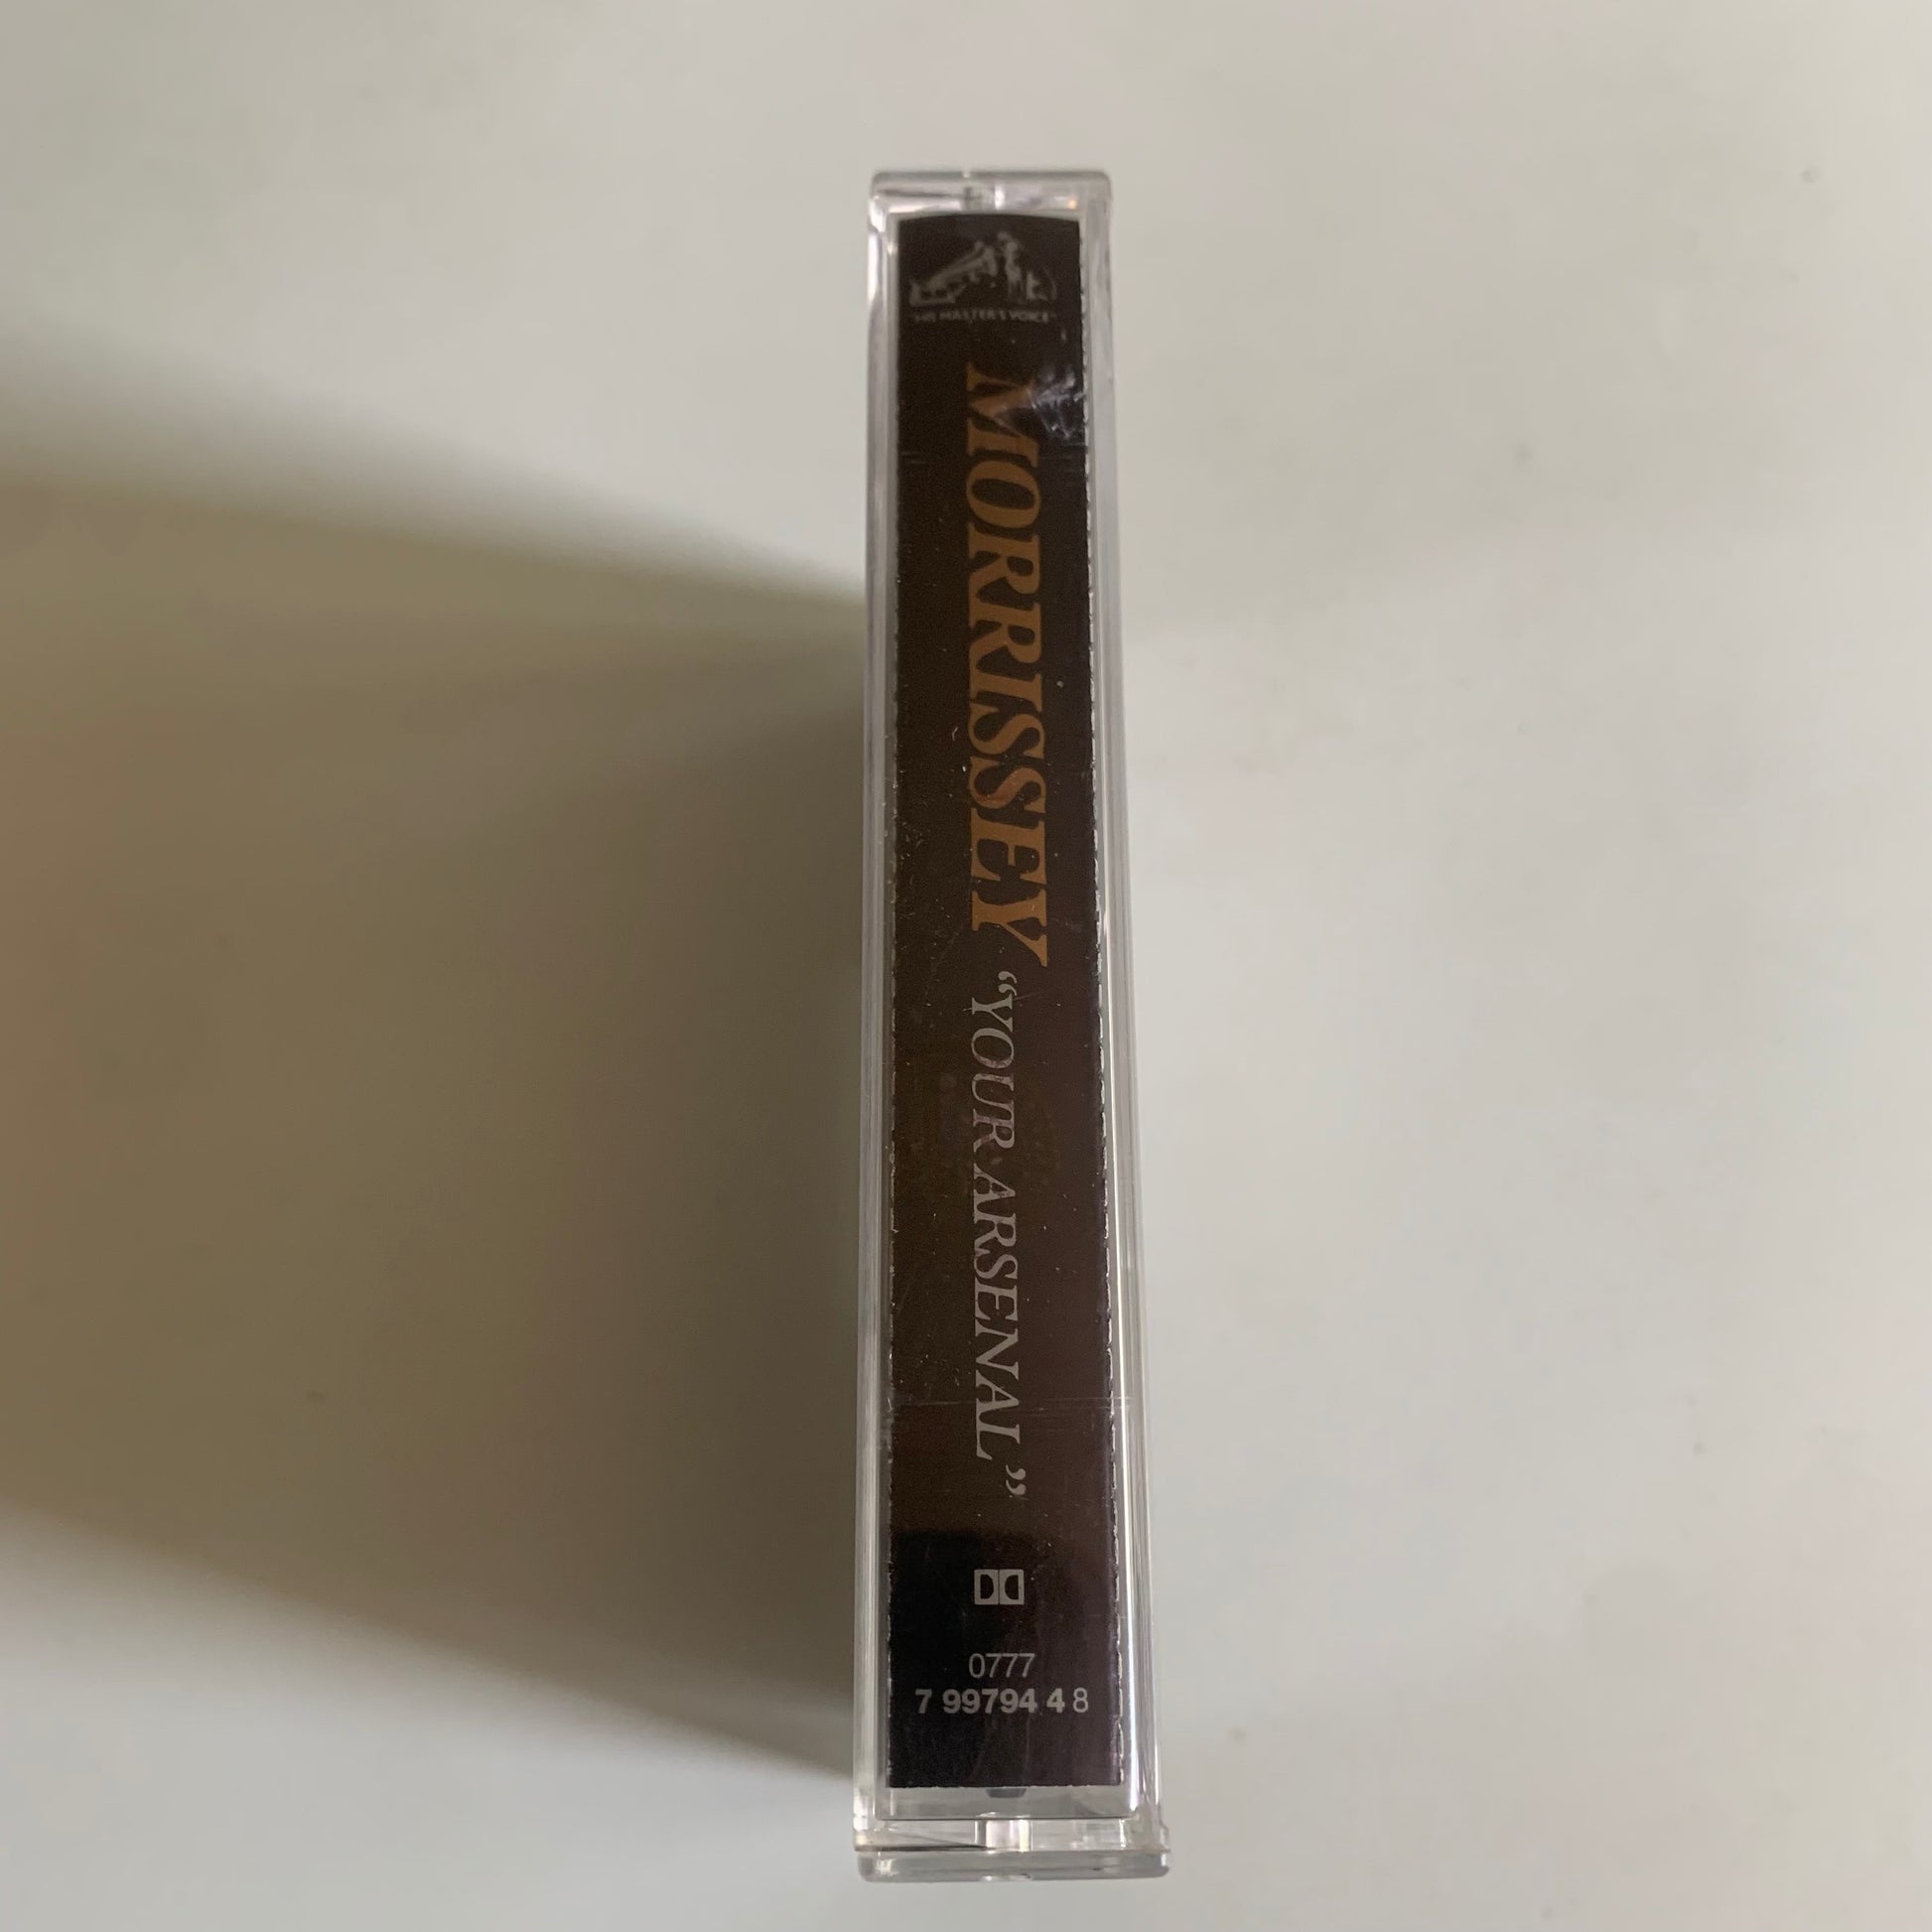 "HIS MASTER'S VOICE"
MORRISSEY "YOUR ARSENAL"
0777
7 99794 4 8